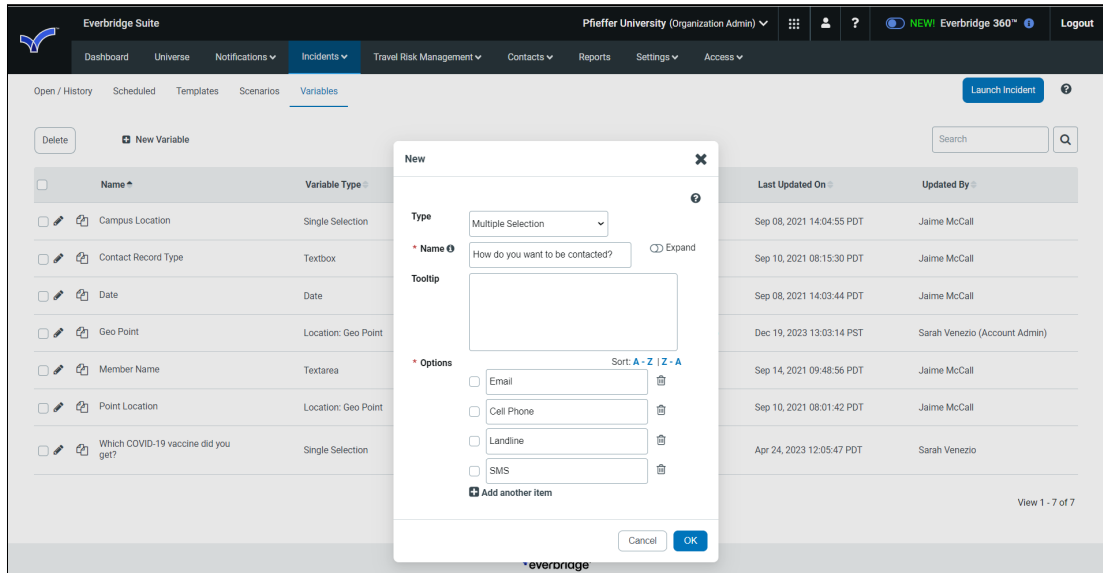 Everbridge Suite
Pfieffer University (Organization Admin)
?
NEW! Everbridge 360™
Logout
Dashboard Universe Notifications Incidents Travel Risk Management Contacts Reports Settings Access
Open / History Scheduled Templates Scenarios Variables
Launch Incident
Delete
New Variable
Search
Name Variable Type Last Updated On Updated By
Campus Location Single Selection Sep 08, 2021 14:04:55 PDT Jaime McCall
Contact Record Type Textbox Sep 10, 2021 08:15:30 PDT Jaime McCall
Date Date Sep 08, 2021 14:03:44 PDT Jaime McCall
Geo Point Location: Geo Point Dec 19, 2023 13:03:14 PST Sarah Venezio (Account Admin)
Member Name Textarea Sep 14, 2021 09:48:56 PDT Jaime McCall
Point Location Location: Geo Point Sep 10, 2021 08:01:42 PDT Jaime McCall
Which COVID-19 vaccine did you
get?
Single Selection Apr 24, 2023 12:05:47 PDT Sarah Venezio
View 1 - 7 of 7
New
Type Multiple Selection
* Name How do you want to be contacted? Expand
Tooltip
* Options Sort: A - Z | Z - A
Email
Cell Phone
Landline
SMS
Add another item
Cancel OK
everbridge